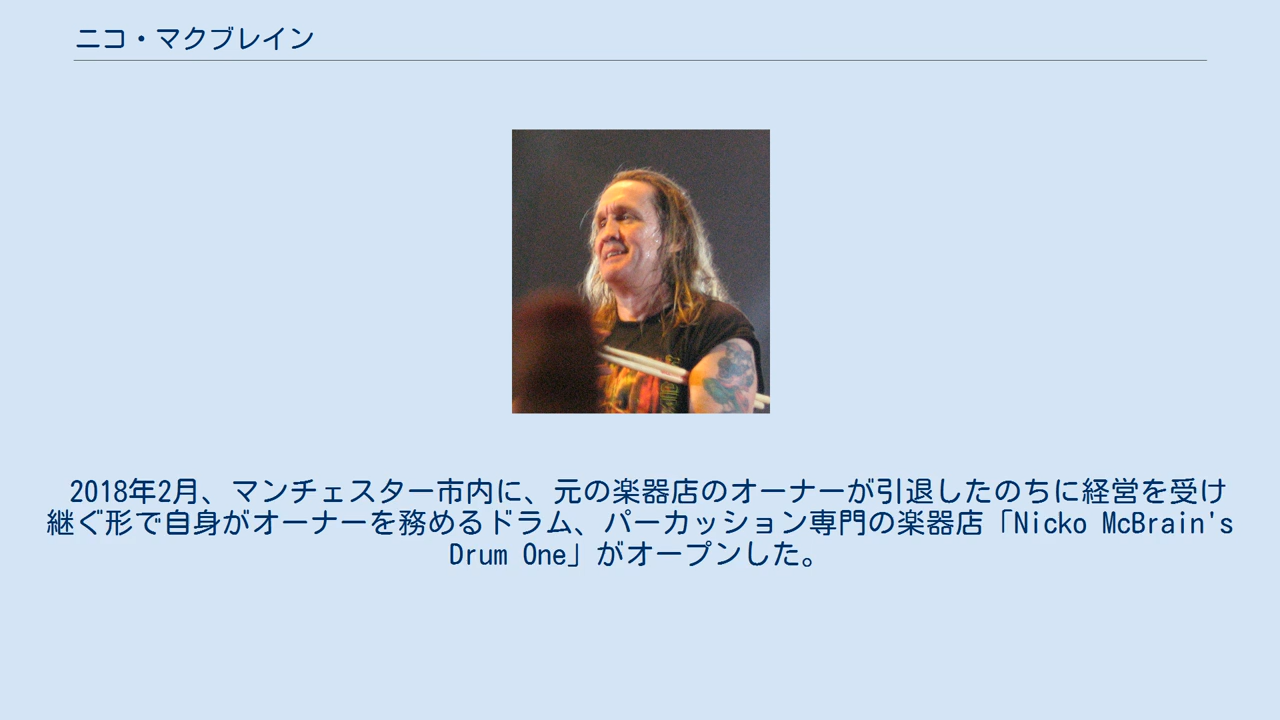 ニコ・マクブレイン
2018年2月、マンチェスター市内に、元の楽器店のオーナーが引退したのちに経営を受け
継ぐ形で自身がオーナーを務めるドラム、パーカッション専門の楽器店「Nicko McBrain's
Drum One」がオープンした。